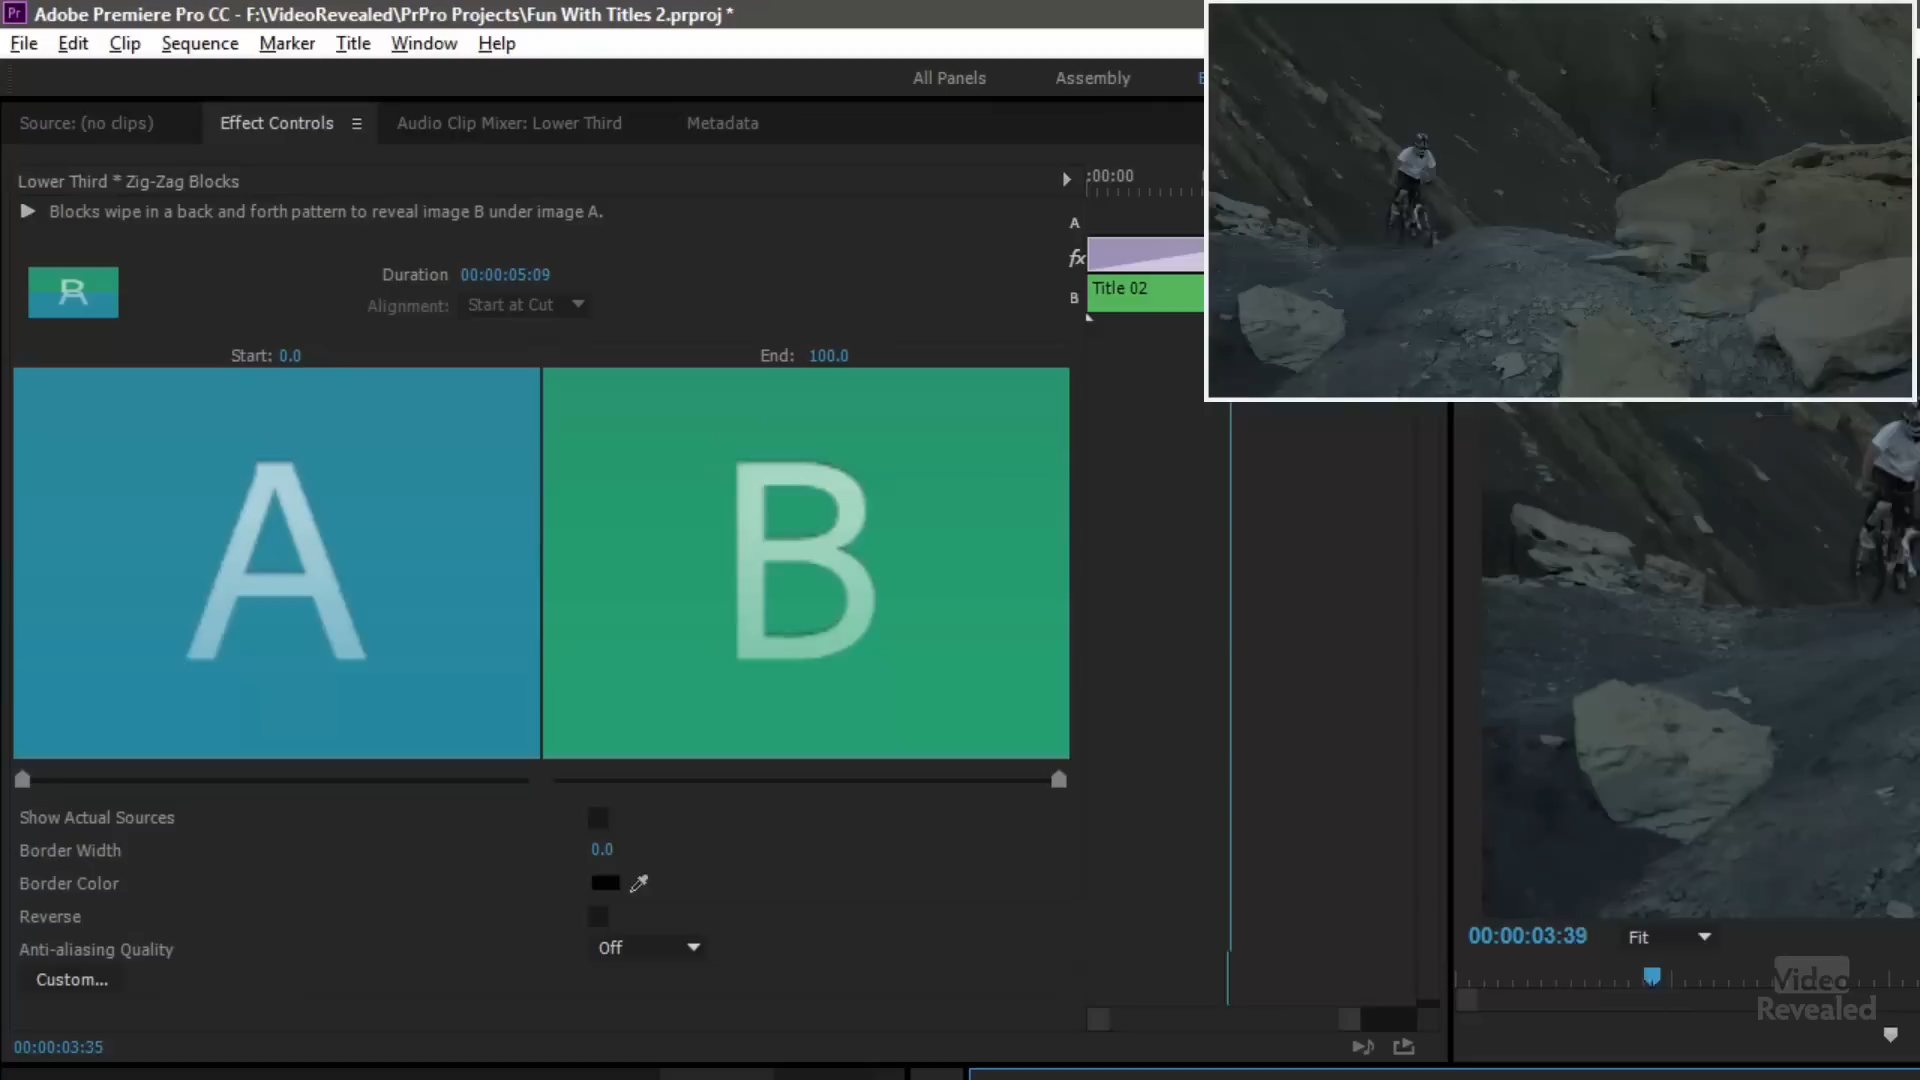 Pr Adobe Premiere Pro CC - F:\VideoRevealed\PrPro Projects\Fun With Titles 2.prproj *
File Edit Clip Sequence Marker Title Window Help
All Panels Assembly
Source: (no clips) Effect Controls Audio Clip Mixer: Lower Third Metadata
Lower Third * Zig-Zag Blocks
:00:00
Blocks wipe in a back and forth pattern to reveal image B under image A.
A
fx
Duration 00:00:05:09
B Title 02
Alignment: Start at Cut
Start: 0.0 End: 100.0
A B
Show Actual Sources
Border Width 0.0
Border Color
Reverse
Anti-aliasing Quality Off
Custom...
00:00:03:39 Fit
Video
Revealed
00:00:03:35